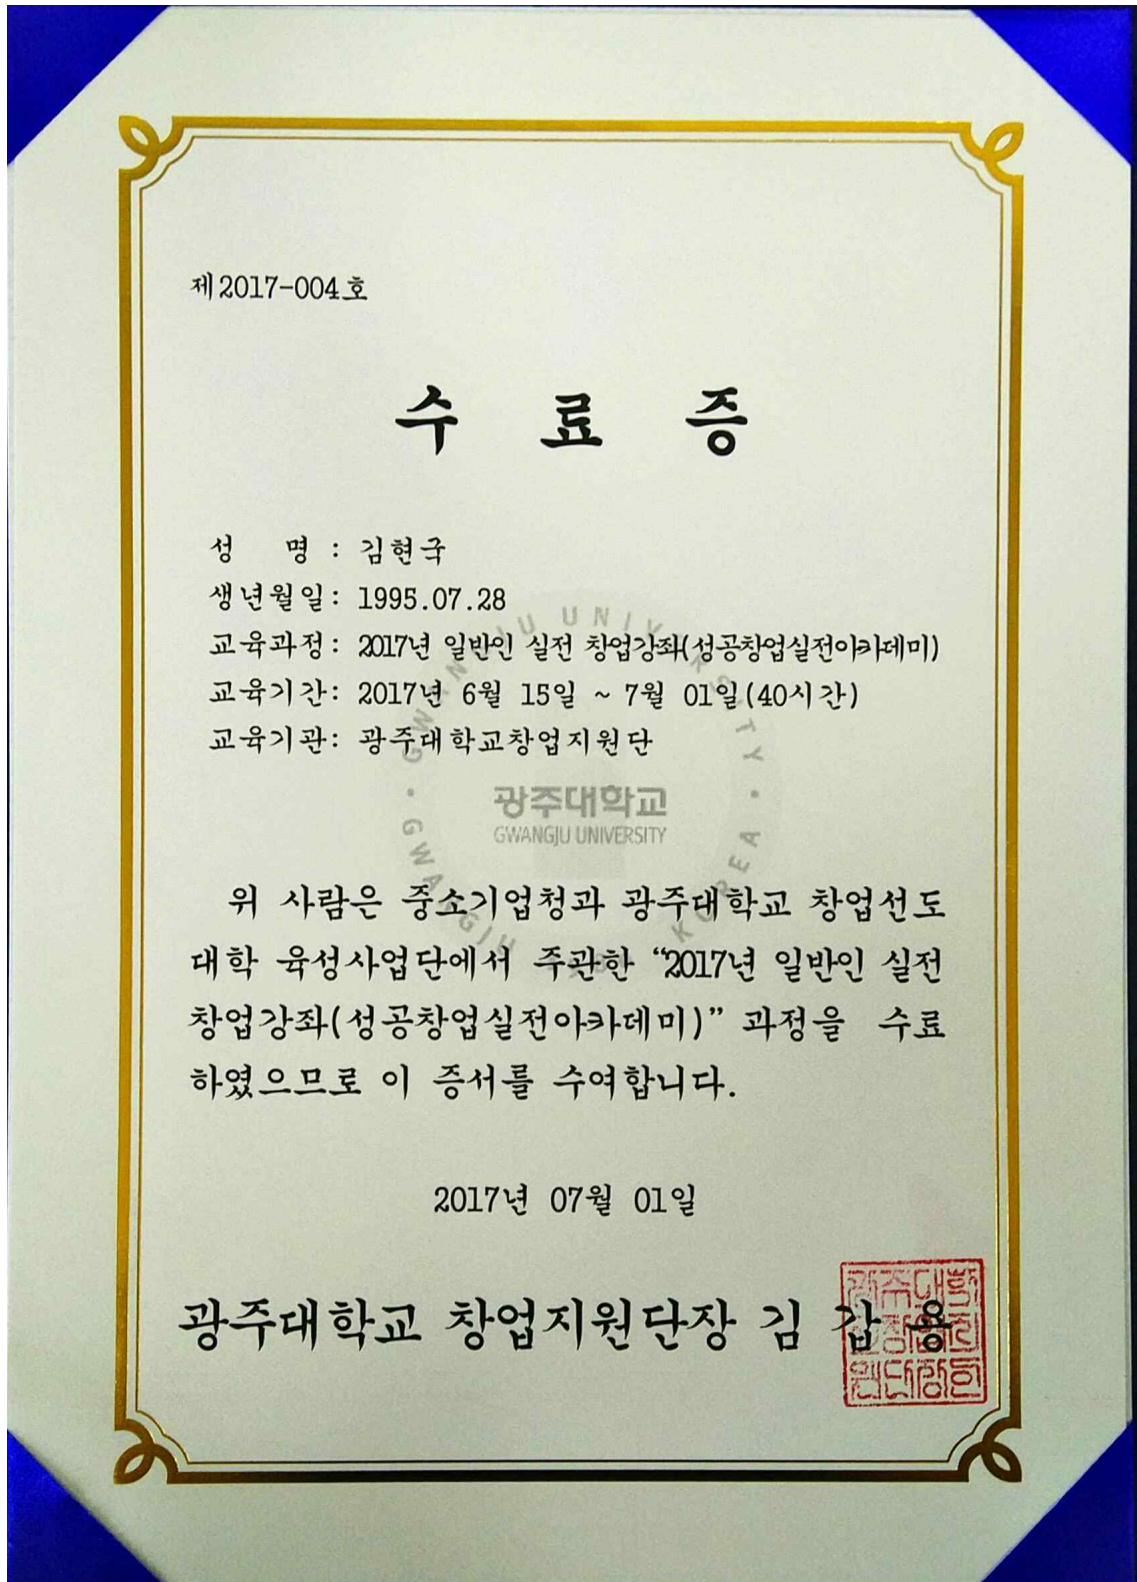 제2017-004호
수 료 증
성 명 : 김현국
생년월일: 1995.07.28
교육과정: 2017년 일반인 실전 창업강좌(성공창업실전아카데미)
교육기간: 2017년 6월 15일 ~ 7월 01일(40시간)
교육기관: 광주대학교창업지원단
GWANGJU UNIVERSITY
광주대학교
GWANGJU UNIVERSITY
GWANGJU KOREA
위 사람은 중소기업청과 광주대학교 창업선도
대학 육성사업단에서 주관한 “2017년 일반인 실전
창업강좌(성공창업실전아카데미)” 과정을 수료
하였으므로 이 증서를 수여합니다.
2017년 07월 01일
광주대학교 창업지원단장 김 갑 용